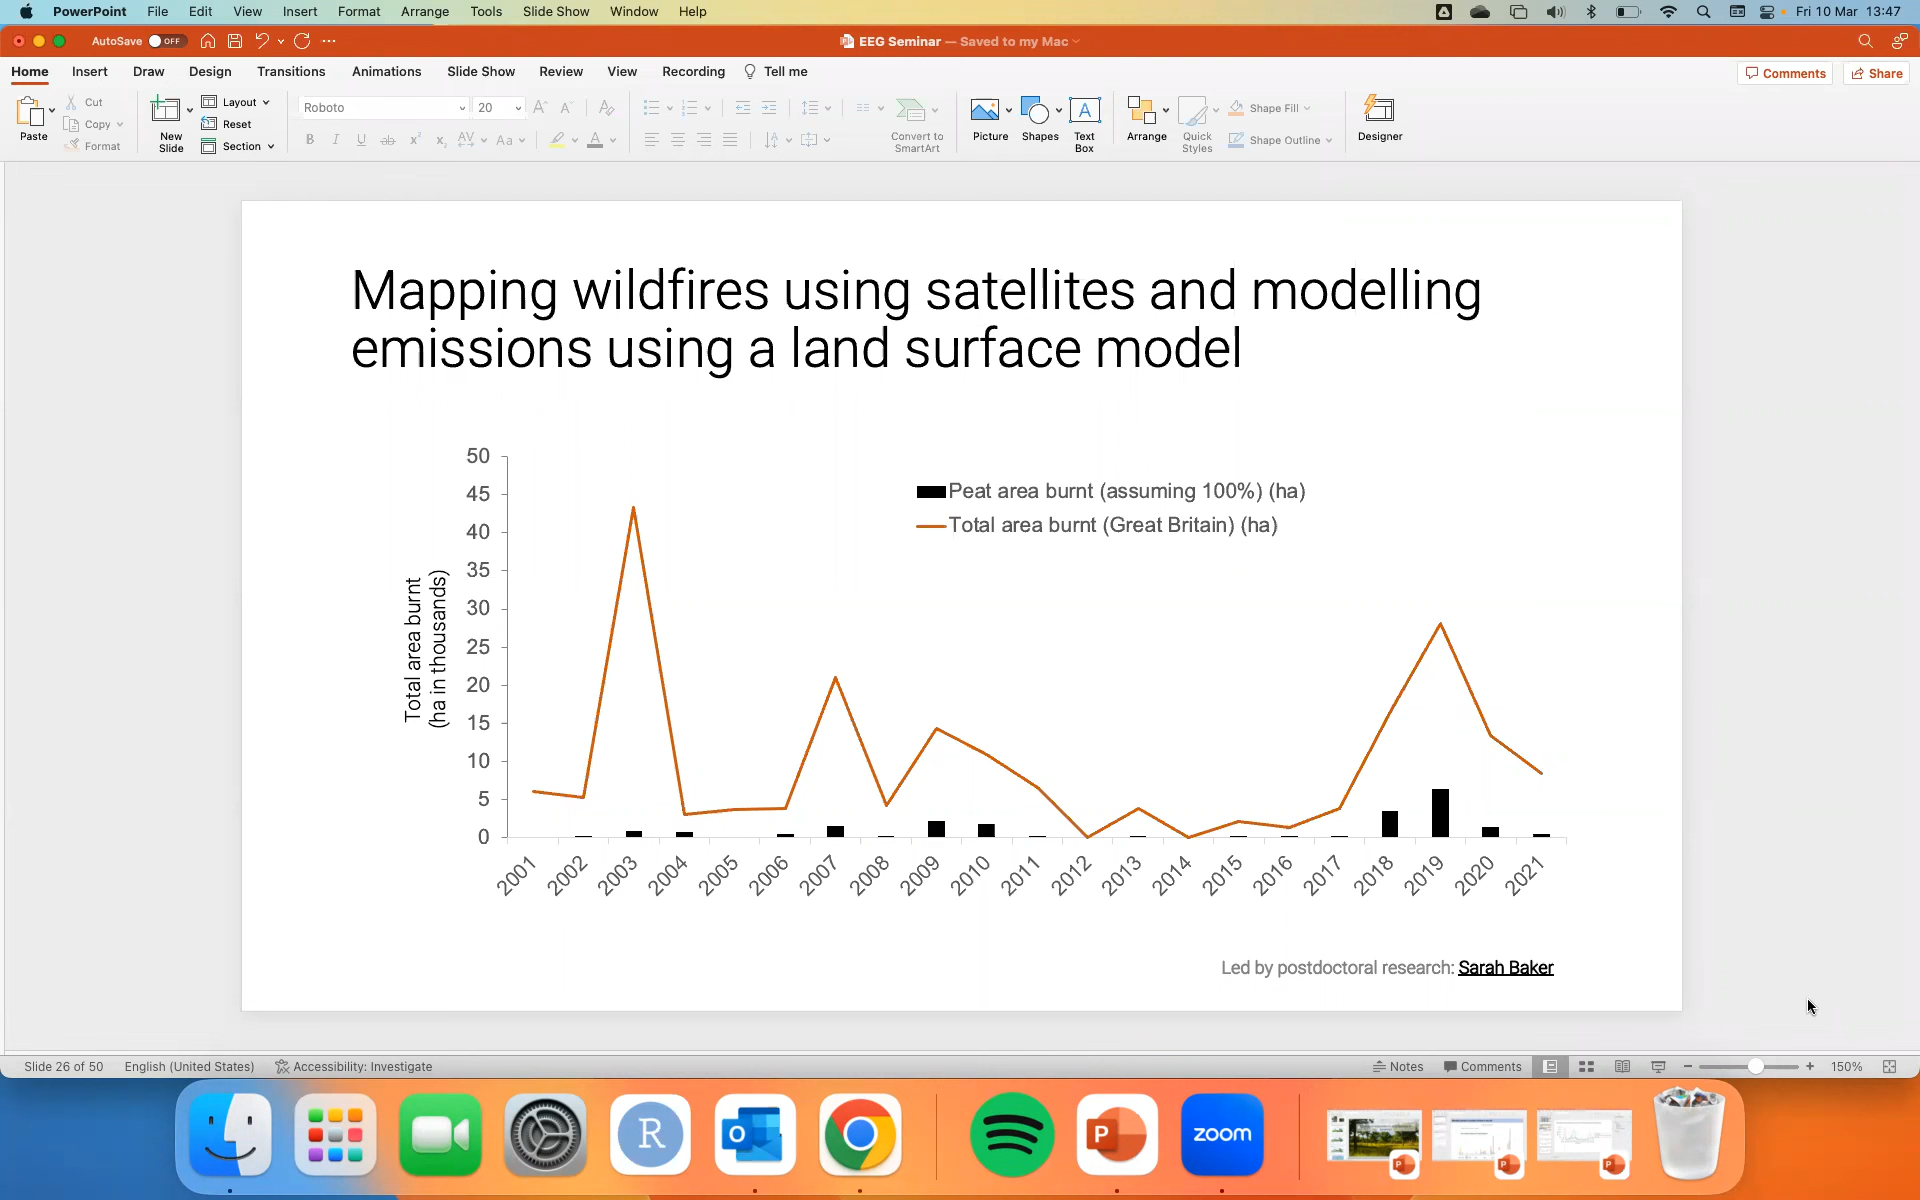 PowerPoint File Edit View Insert Format Arrange Tools Slide Show Window Help Fri 10 Mar 13:47
AutoSave OFF EEG Seminar — Saved to my Mac
Home Insert Draw Design Transitions Animations Slide Show Review View Recording Tell me Comments Share
Paste Cut Copy Format
New Slide Layout Reset Section
Roboto 20
Convert to SmartArt
Picture Shapes Text Box Arrange Quick Styles Shape Fill Shape Outline Designer
Mapping wildfires using satellites and modelling
emissions using a land surface model
Total area burnt
(ha in thousands)
50
45
40
35
30
25
20
15
10
5
0
Peat area burnt (assuming 100%) (ha)
Total area burnt (Great Britain) (ha)
2001 2002 2003 2004 2005 2006 2007 2008 2009 2010 2011 2012 2013 2014 2015 2016 2017 2018 2019 2020 2021
Led by postdoctoral research: Sarah Baker
Slide 26 of 50 English (United States) Accessibility: Investigate Notes Comments 150%
zoom